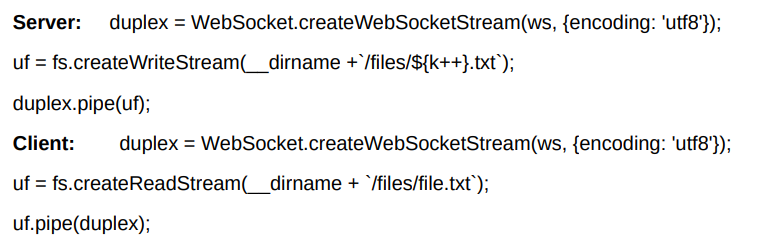 Server: duplex = WebSocket.createWebSocketStream(ws, {encoding: 'utf8'});
uf = fs.createWriteStream(__dirname +`/files/${k++}.txt`);
duplex.pipe(uf);
Client: duplex = WebSocket.createWebSocketStream(ws, {encoding: 'utf8'});
uf = fs.createReadStream(__dirname + `/files/file.txt`);
uf.pipe(duplex);